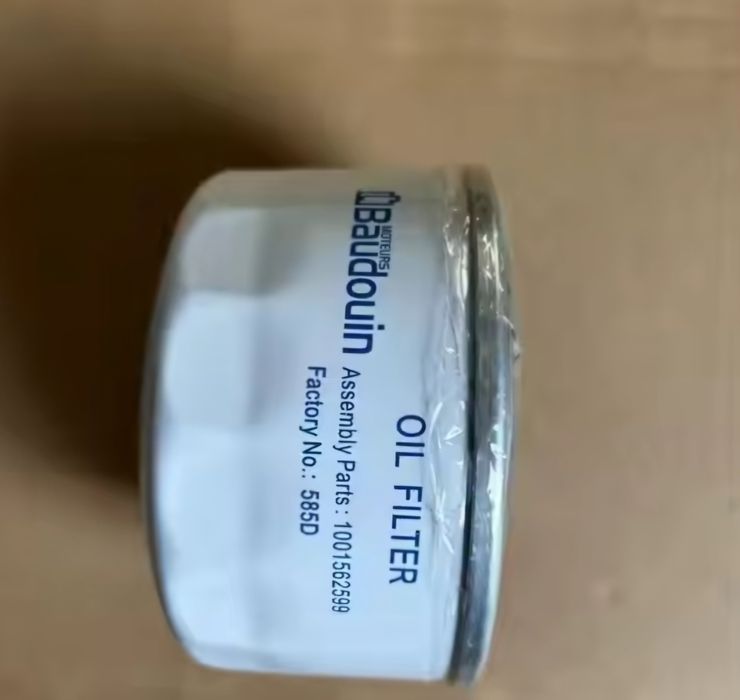 MOTEURS
Baudouin
OIL FILTER
Assembly Parts : 1001562599
Factory No.: 585D